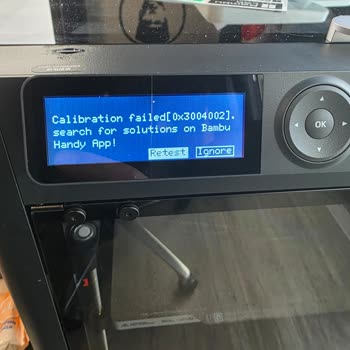 Calibration failed[0x3004002].
search for solutions on Bambu
Handy App!
Retest Ignore
OK